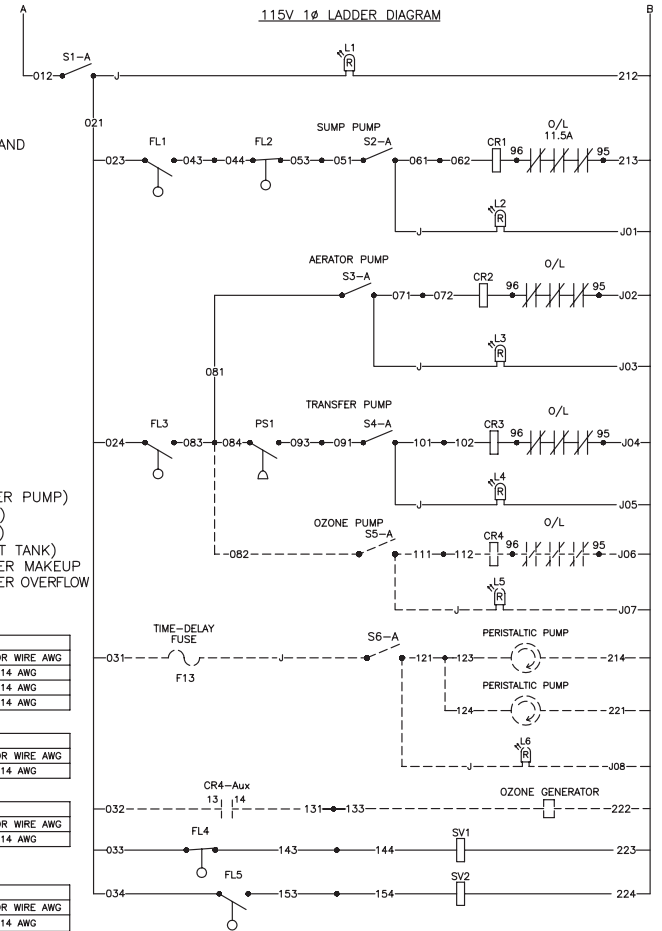 A
115V 1ø LADDER DIAGRAM
B
S1-A
L1
R
012
J
212
021
AND
SUMP PUMP
O/L
11.5A
FL1
FL2
S2-A
CR1
96
95
023
043
044
053
051
061
062
213
L2
R
J
J01
AERATOR PUMP
S3-A
CR2
O/L
96
95
071
072
J02
L3
R
J
J03
081
TRANSFER PUMP
FL3
PS1
S4-A
CR3
O/L
96
95
024
083
084
093
091
101
102
J04
L4
R
J
J05
ER PUMP)
)
)
T TANK)
ER MAKEUP
ER OVERFLOW
OZONE PUMP
S5-A
CR4
O/L
96
95
082
111
112
J06
L5
R
J
J07
TIME-DELAY
FUSE
F13
S6-A
PERISTALTIC PUMP
031
J
121
123
214
PERISTALTIC PUMP
124
221
L6
R
J
J08
OR WIRE AWG
14 AWG
14 AWG
14 AWG
OR WIRE AWG
14 AWG
CR4-Aux
13
14
OZONE GENERATOR
032
131
133
222
OR WIRE AWG
14 AWG
FL4
SV1
033
143
144
223
FL5
SV2
034
153
154
224
OR WIRE AWG
14 AWG